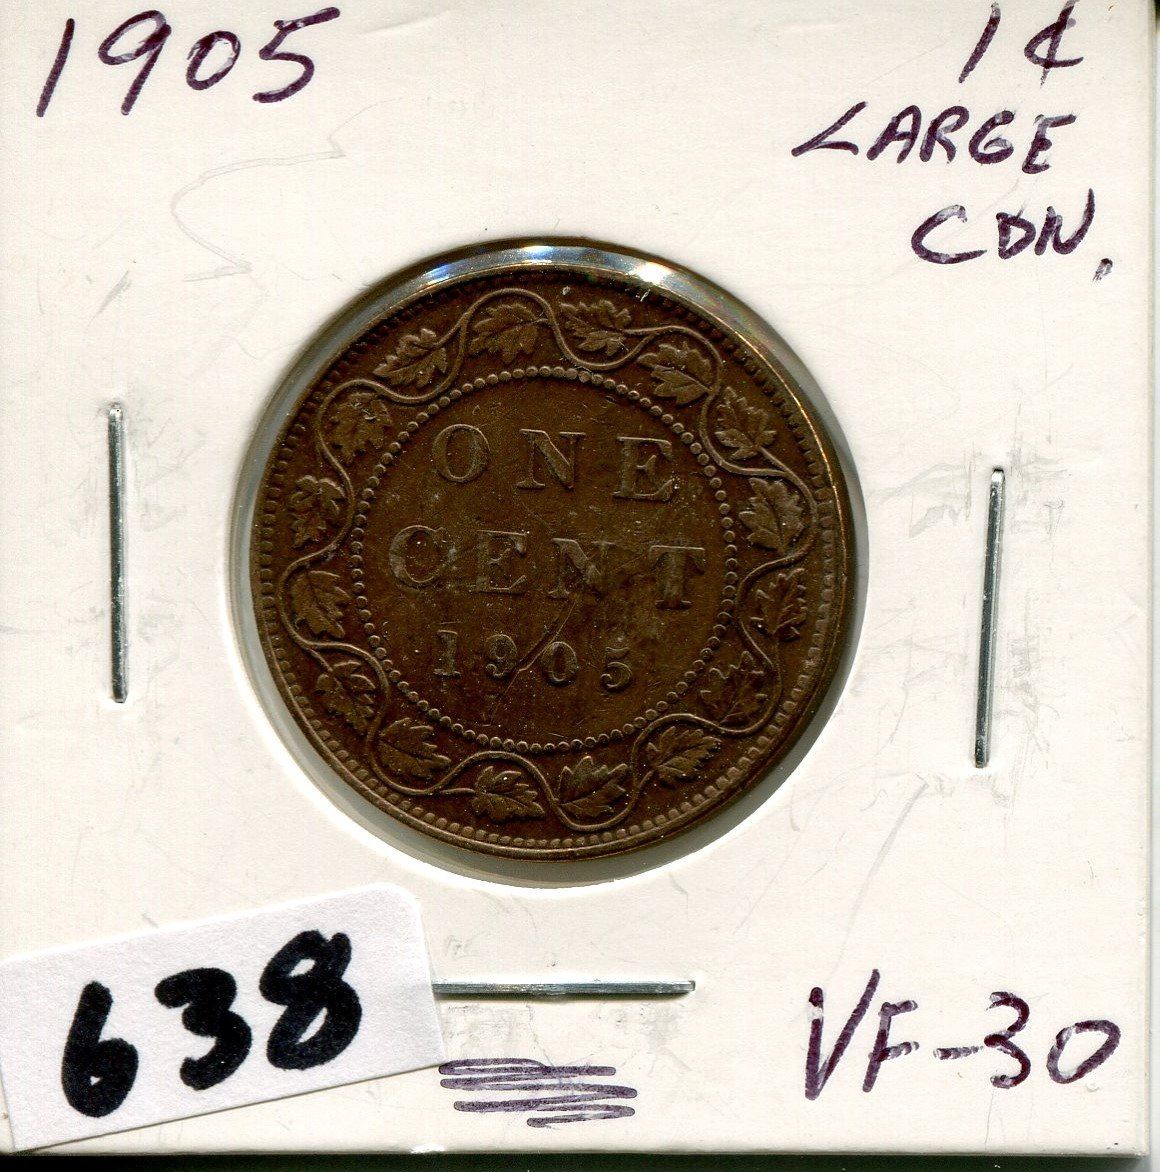 1905
1¢
LARGE
CDN.
ONE
CENT
1905
638
VF-30